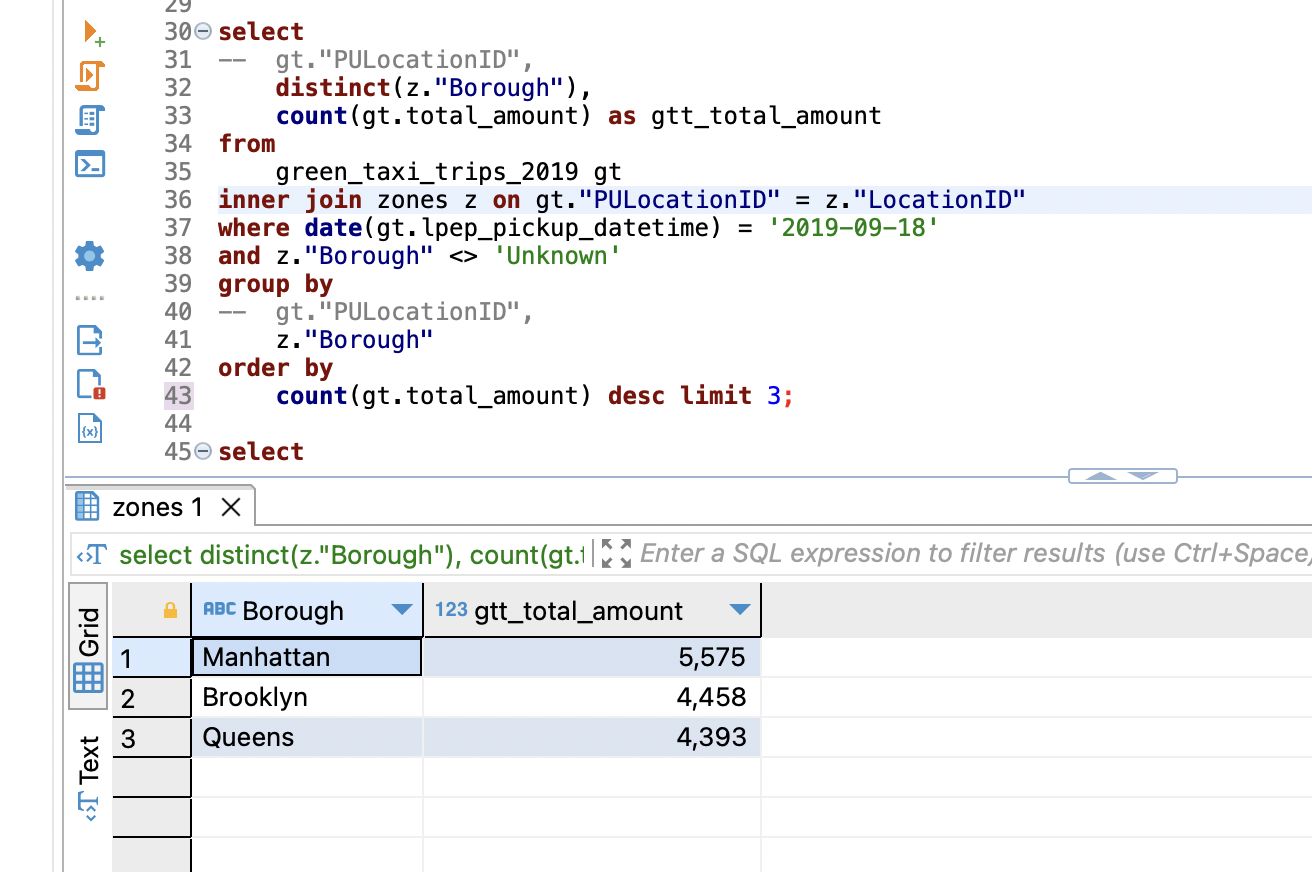 29
30 select
31 -- gt."PULocationID",
32 distinct(z."Borough"),
33 count(gt.total_amount) as gtt_total_amount
34 from
35 green_taxi_trips_2019 gt
36 inner join zones z on gt."PULocationID" = z."LocationID"
37 where date(gt.lpep_pickup_datetime) = '2019-09-18'
38 and z."Borough" <> 'Unknown'
39 group by
40 -- gt."PULocationID",
41 z."Borough"
42 order by
43 count(gt.total_amount) desc limit 3;
44
45 select
zones 1
select distinct(z."Borough"), count(gt.t
Enter a SQL expression to filter results (use Ctrl+Space)
Grid
Text
ABC Borough 123 gtt_total_amount
1 Manhattan 5,575
2 Brooklyn 4,458
3 Queens 4,393